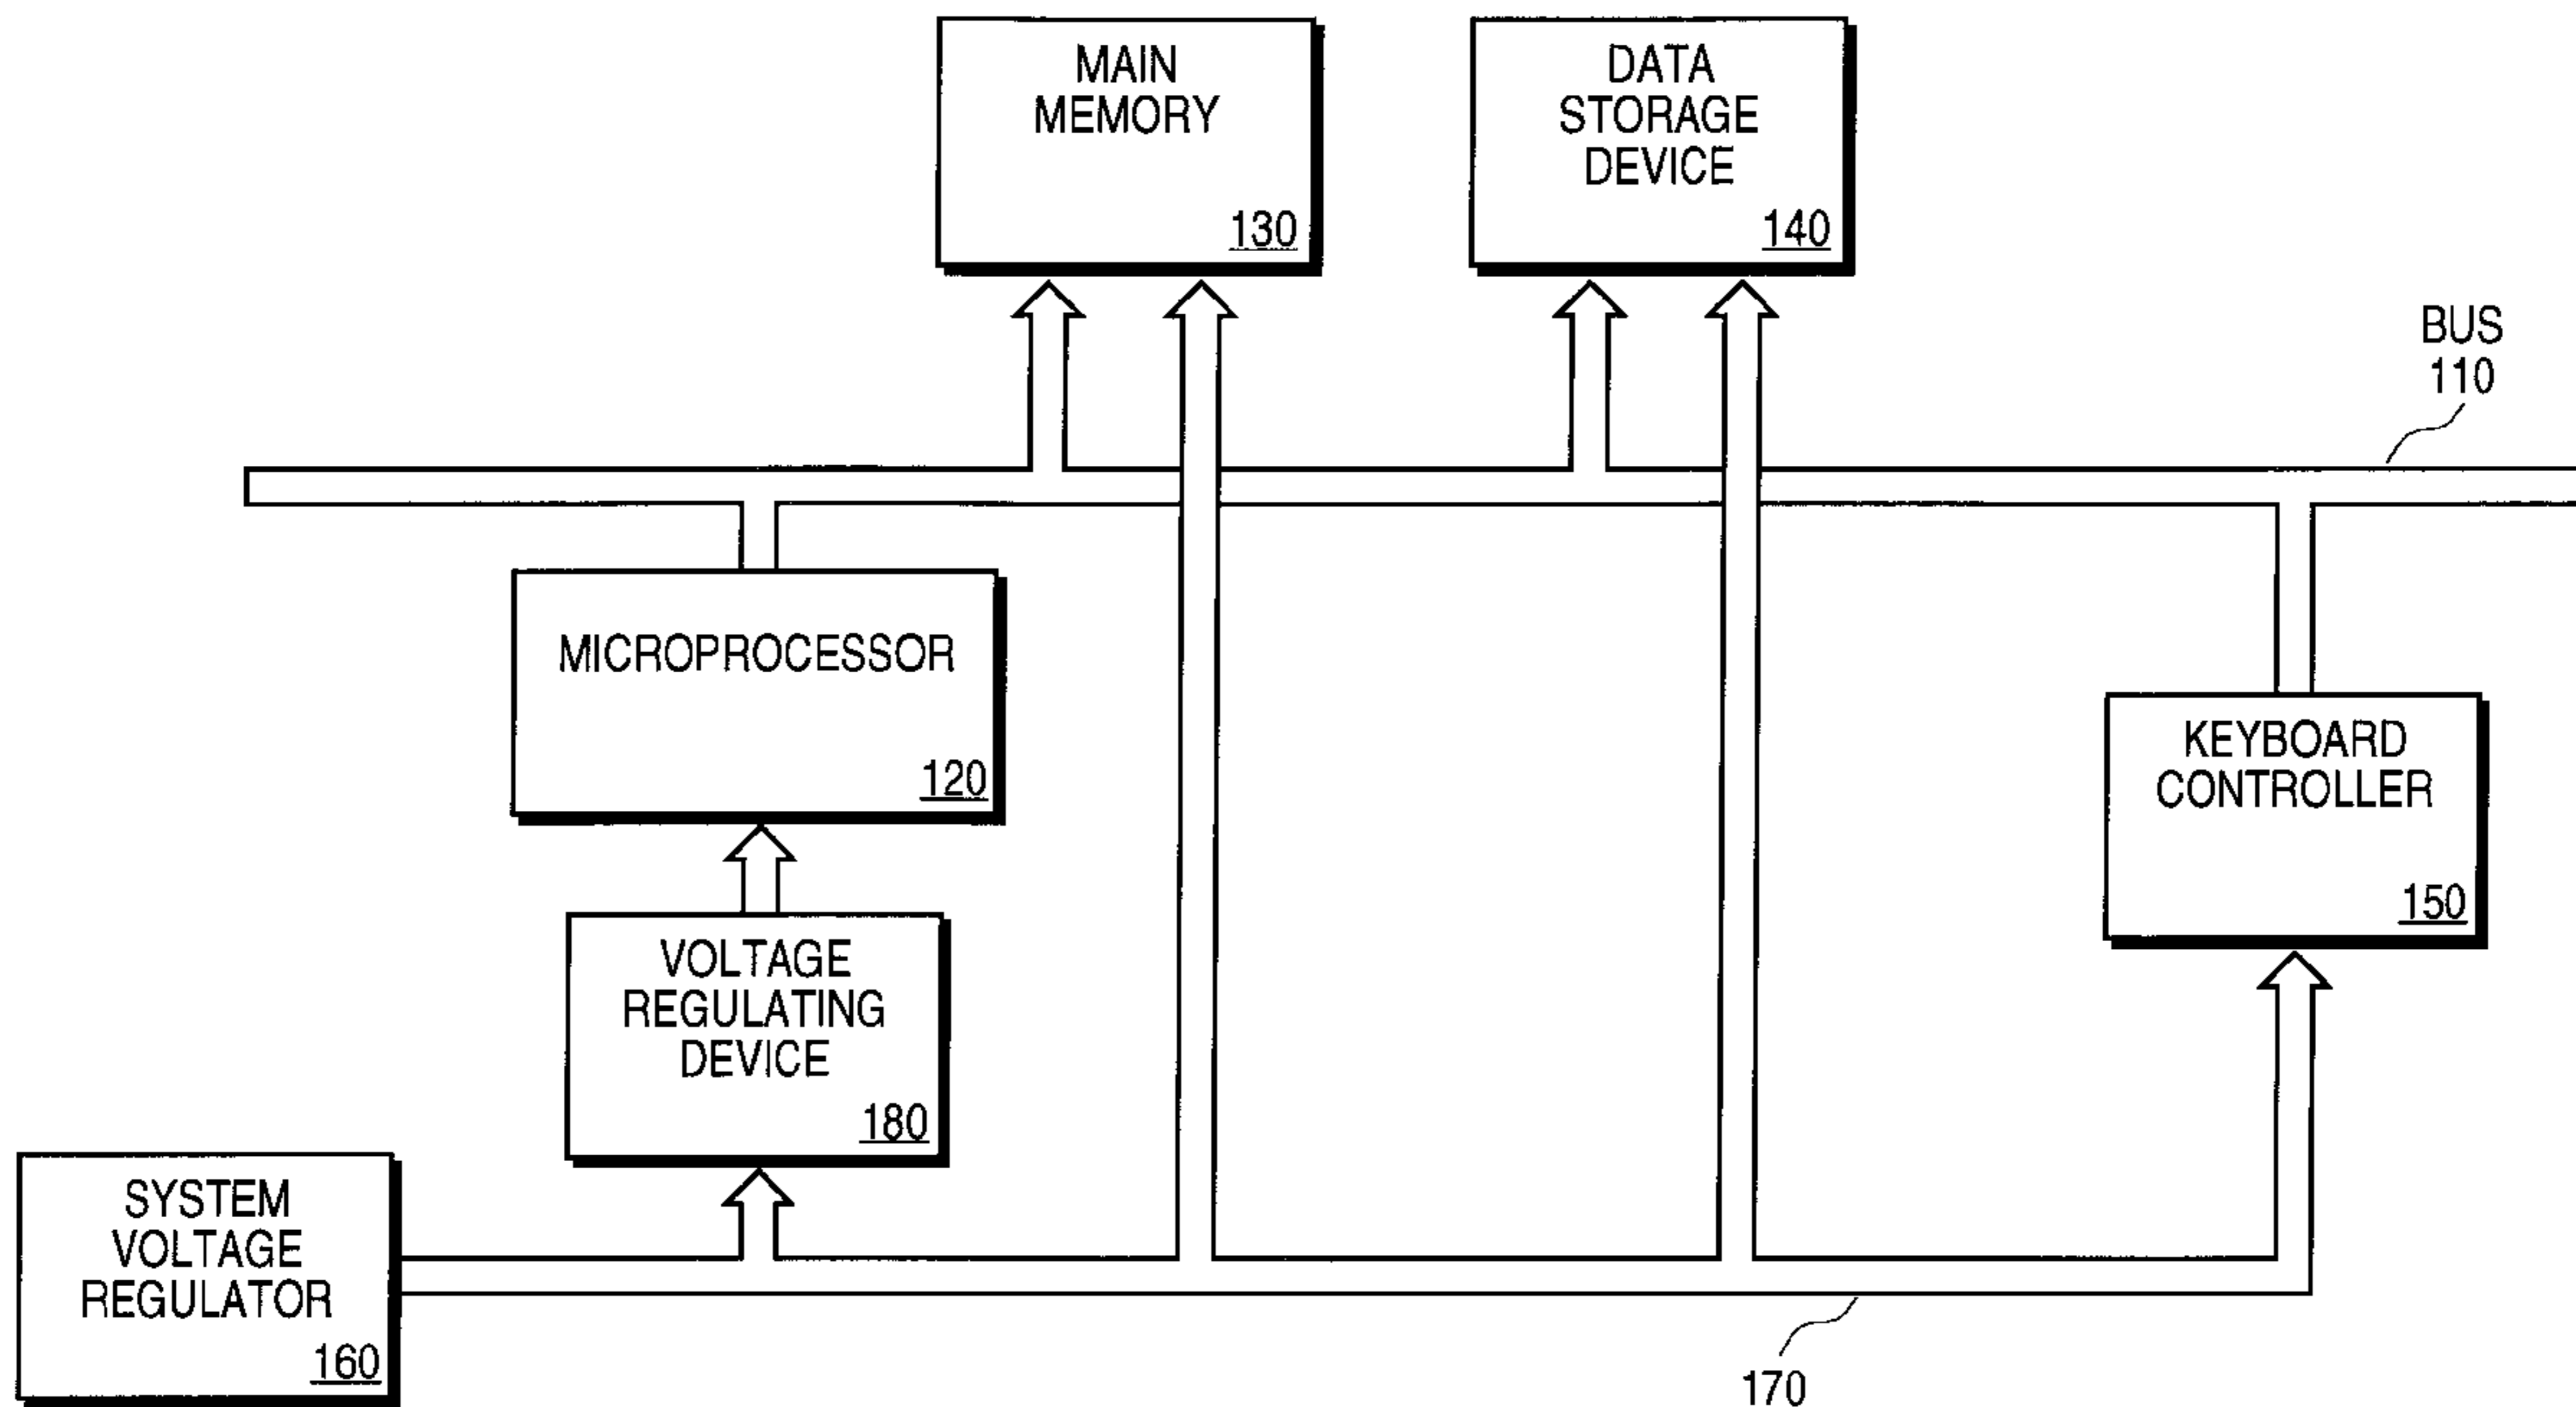 MAIN
MEMORY
130
DATA
STORAGE
DEVICE
140
BUS
110
MICROPROCESSOR
120
KEYBOARD
CONTROLLER
150
VOLTAGE
REGULATING
DEVICE
180
SYSTEM
VOLTAGE
REGULATOR
160
170